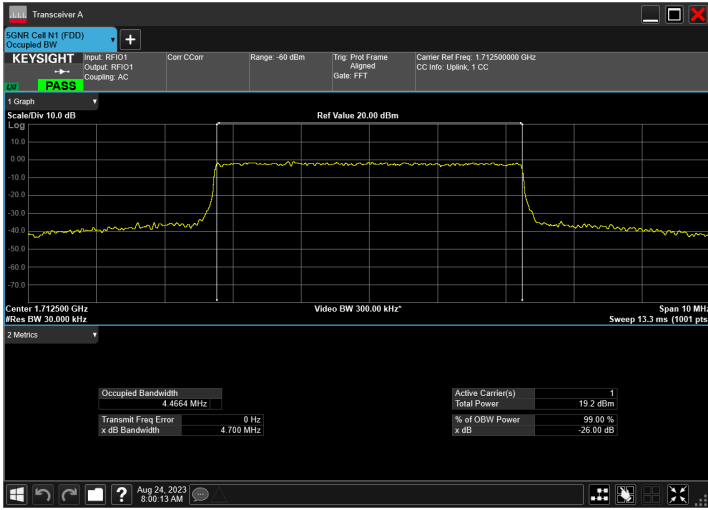 Transceiver A
5GNR Cell N1 (FDD)
Occupied BW
KEYSIGHT
LXI
PASS
Input: RFIO1
Output: RFIO1
Coupling: AC
Corr CCorr
Range: -60 dBm
Trig: Prot Frame
Aligned
Gate: FFT
Carrier Ref Freq: 1.712500000 GHz
CC Info: Uplink, 1 CC
1 Graph
Scale/Div 10.0 dB
Ref Value 20.00 dBm
Log
10.0
0.00
-10.0
-20.0
-30.0
-40.0
-50.0
-60.0
-70.0
Center 1.712500 GHz
Video BW 300.00 kHz*
Span 10 MHz
#Res BW 30.000 kHz
Sweep 13.3 ms (1001 pts
2 Metrics
Occupied Bandwidth
4.4664 MHz
Transmit Freq Error 0 Hz
x dB Bandwidth 4.700 MHz
Active Carrier(s) 1
Total Power 19.2 dBm
% of OBW Power 99.00 %
x dB -26.00 dB
Aug 24, 2023
8:00:13 AM